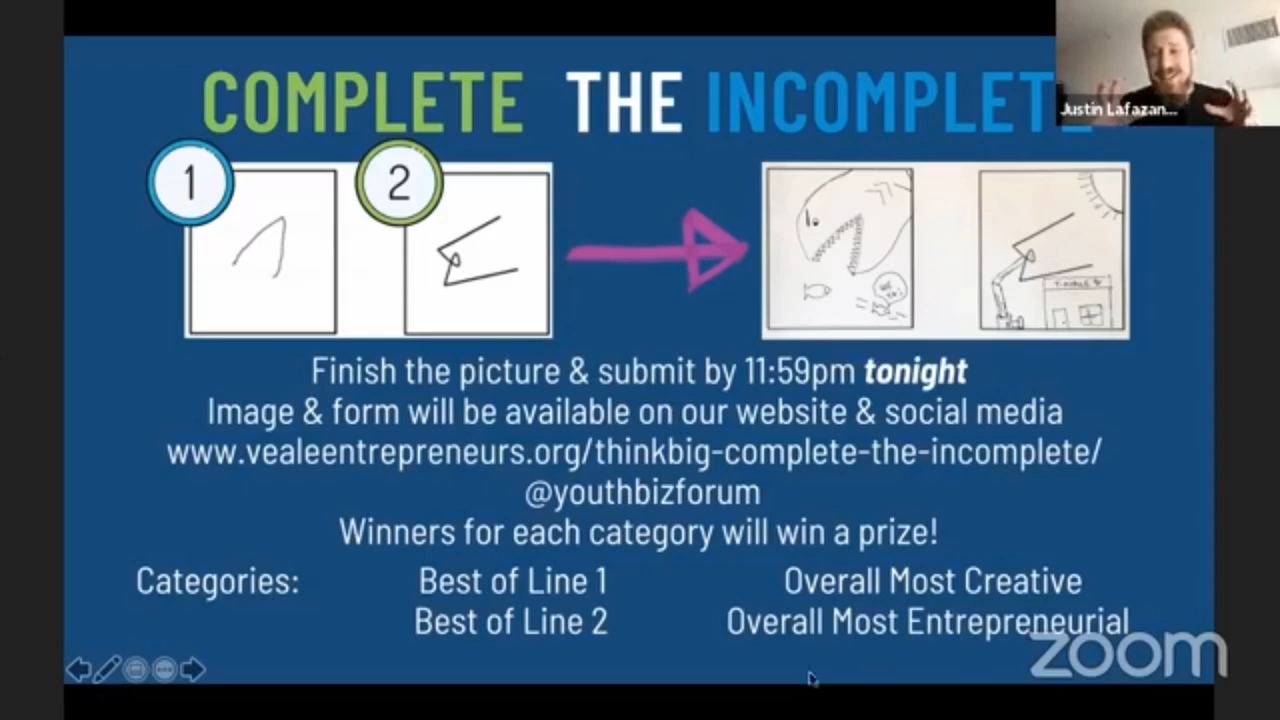 COMPLETE THE INCOMPLETE
Justin Lafazan...
1
2
Finish the picture & submit by 11:59pm tonight
Image & form will be available on our website & social media
www.vealeentrepreneurs.org/thinkbig-complete-the-incomplete/
@youthbizforum
Winners for each category will win a prize!
Categories:
Best of Line 1
Overall Most Creative
Best of Line 2
Overall Most Entrepreneurial
zoom